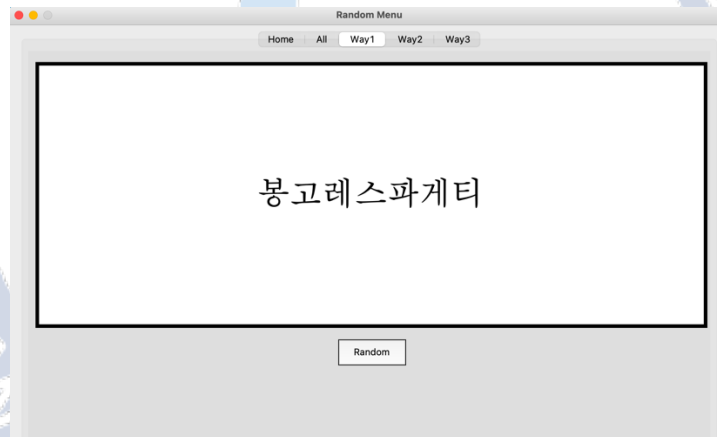 Random Menu
Home All Way1 Way2 Way3
봉고레스파게티
Random